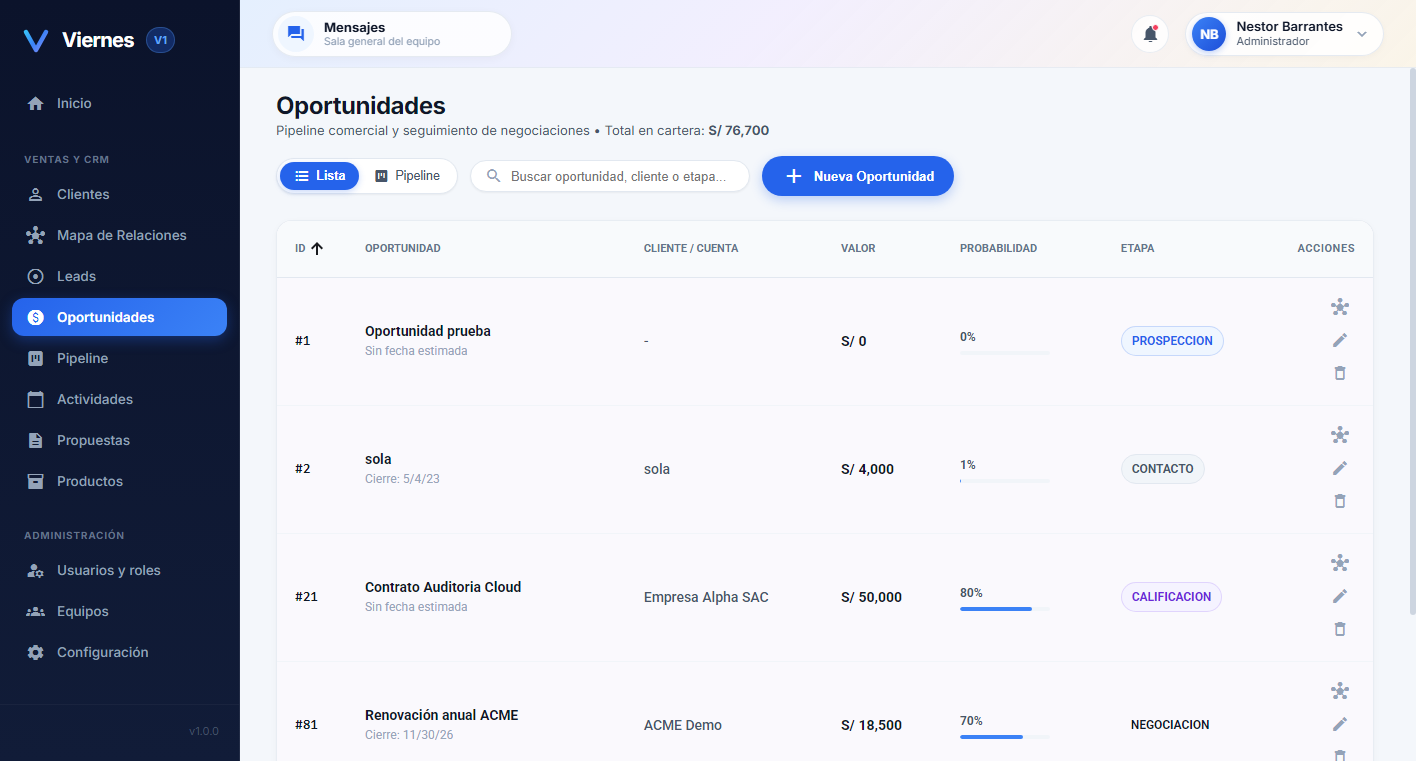 Viernes V1
Inicio
VENTAS Y CRM
Clientes
Mapa de Relaciones
Leads
Oportunidades
Pipeline
Actividades
Propuestas
Productos
ADMINISTRACIÓN
Usuarios y roles
Equipos
Configuración
v1.0.0
Mensajes
Sala general del equipo
NB
Nestor Barrantes
Administrador
Oportunidades
Pipeline comercial y seguimiento de negociaciones • Total en cartera: S/ 76,700
Lista Pipeline Buscar oportunidad, cliente o etapa... Nueva Oportunidad
ID OPORTUNIDAD CLIENTE / CUENTA VALOR PROBABILIDAD ETAPA ACCIONES
#1 Oportunidad prueba - S/ 0 0% PROSPECCION
Sin fecha estimada
#2 sola sola S/ 4,000 1% CONTACTO
Cierre: 5/4/23
#21 Contrato Auditoria Cloud Empresa Alpha SAC S/ 50,000 80% CALIFICACION
Sin fecha estimada
#81 Renovación anual ACME ACME Demo S/ 18,500 70% NEGOCIACION
Cierre: 11/30/26